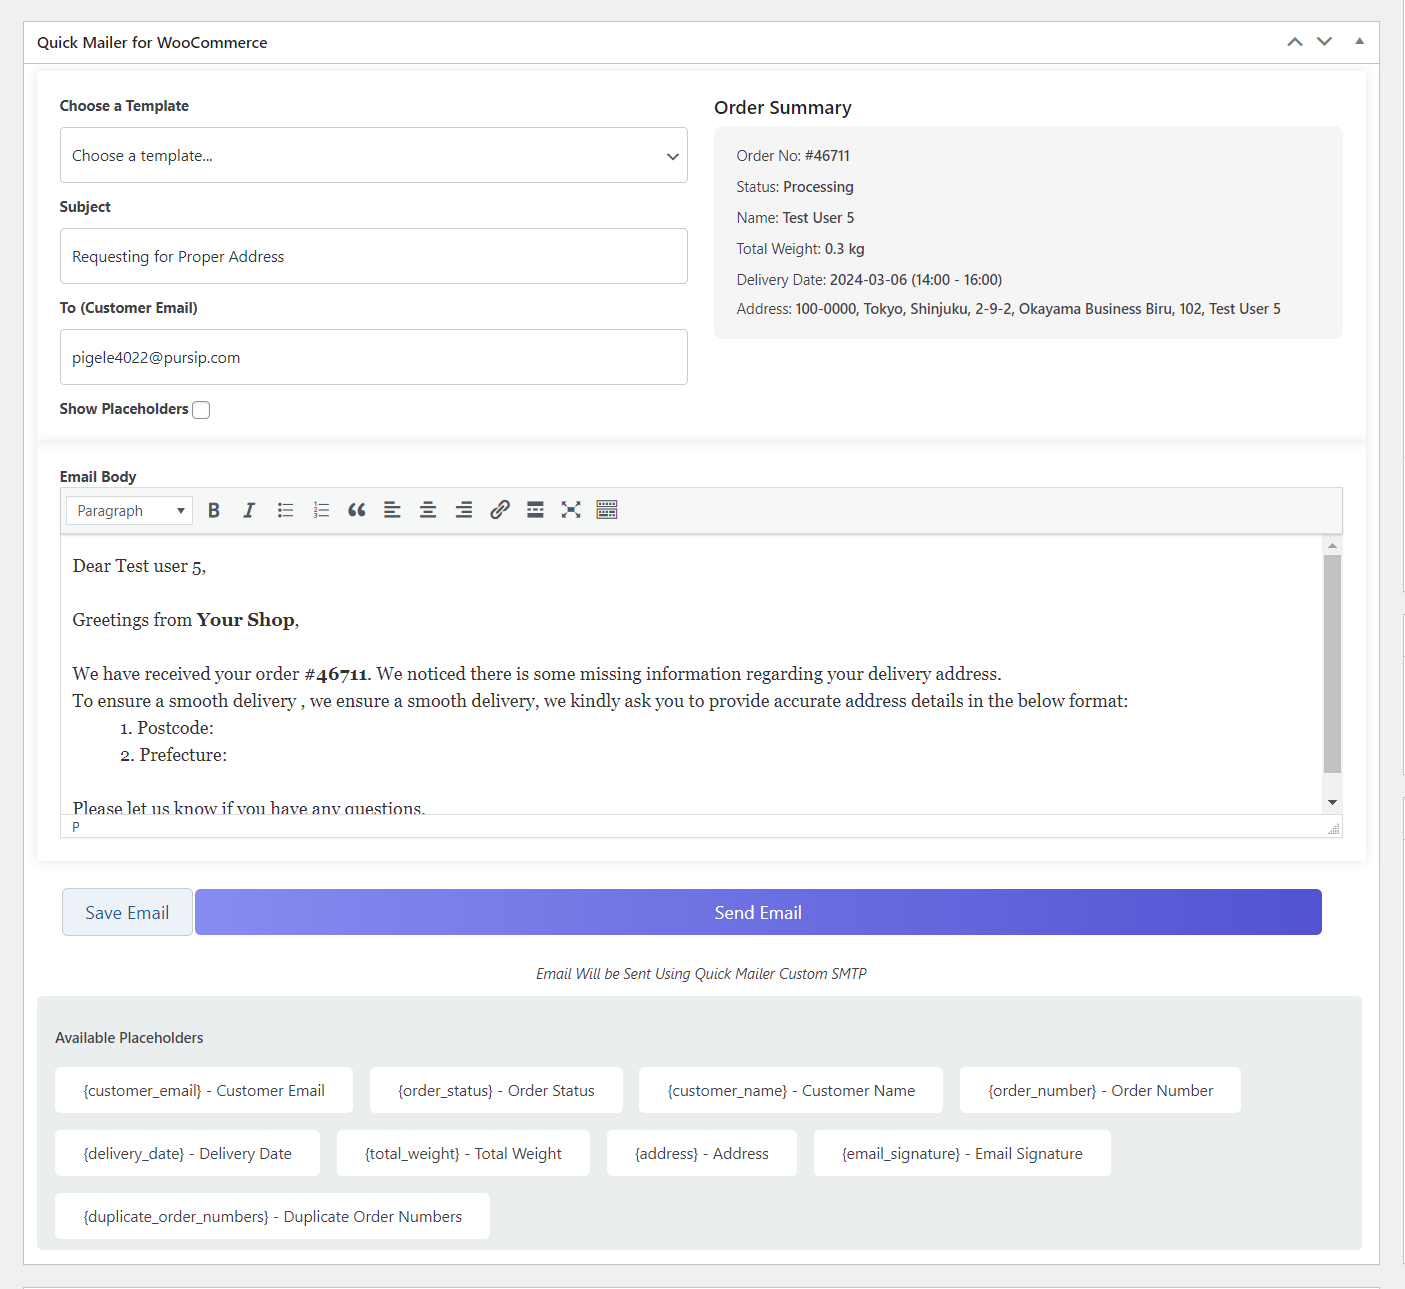 Quick Mailer for WooCommerce
Choose a Template
Choose a template...
Subject
Requesting for Proper Address
To (Customer Email)
pigele4022@pursip.com
Show Placeholders
Order Summary
Order No: #46711
Status: Processing
Name: Test User 5
Total Weight: 0.3 kg
Delivery Date: 2024-03-06 (14:00 - 16:00)
Address: 100-0000, Tokyo, Shinjuku, 2-9-2, Okayama Business Biru, 102, Test User 5
Email Body
Paragraph
Dear Test user 5,
Greetings from Your Shop,
We have received your order #46711. We noticed there is some missing information regarding your delivery address.
To ensure a smooth delivery , we ensure a smooth delivery, we kindly ask you to provide accurate address details in the below format:
1. Postcode:
2. Prefecture:
Please let us know if you have any questions.
P
Save Email
Send Email
Email Will be Sent Using Quick Mailer Custom SMTP
Available Placeholders
{customer_email} - Customer Email
{order_status} - Order Status
{customer_name} - Customer Name
{order_number} - Order Number
{delivery_date} - Delivery Date
{total_weight} - Total Weight
{address} - Address
{email_signature} - Email Signature
{duplicate_order_numbers} - Duplicate Order Numbers